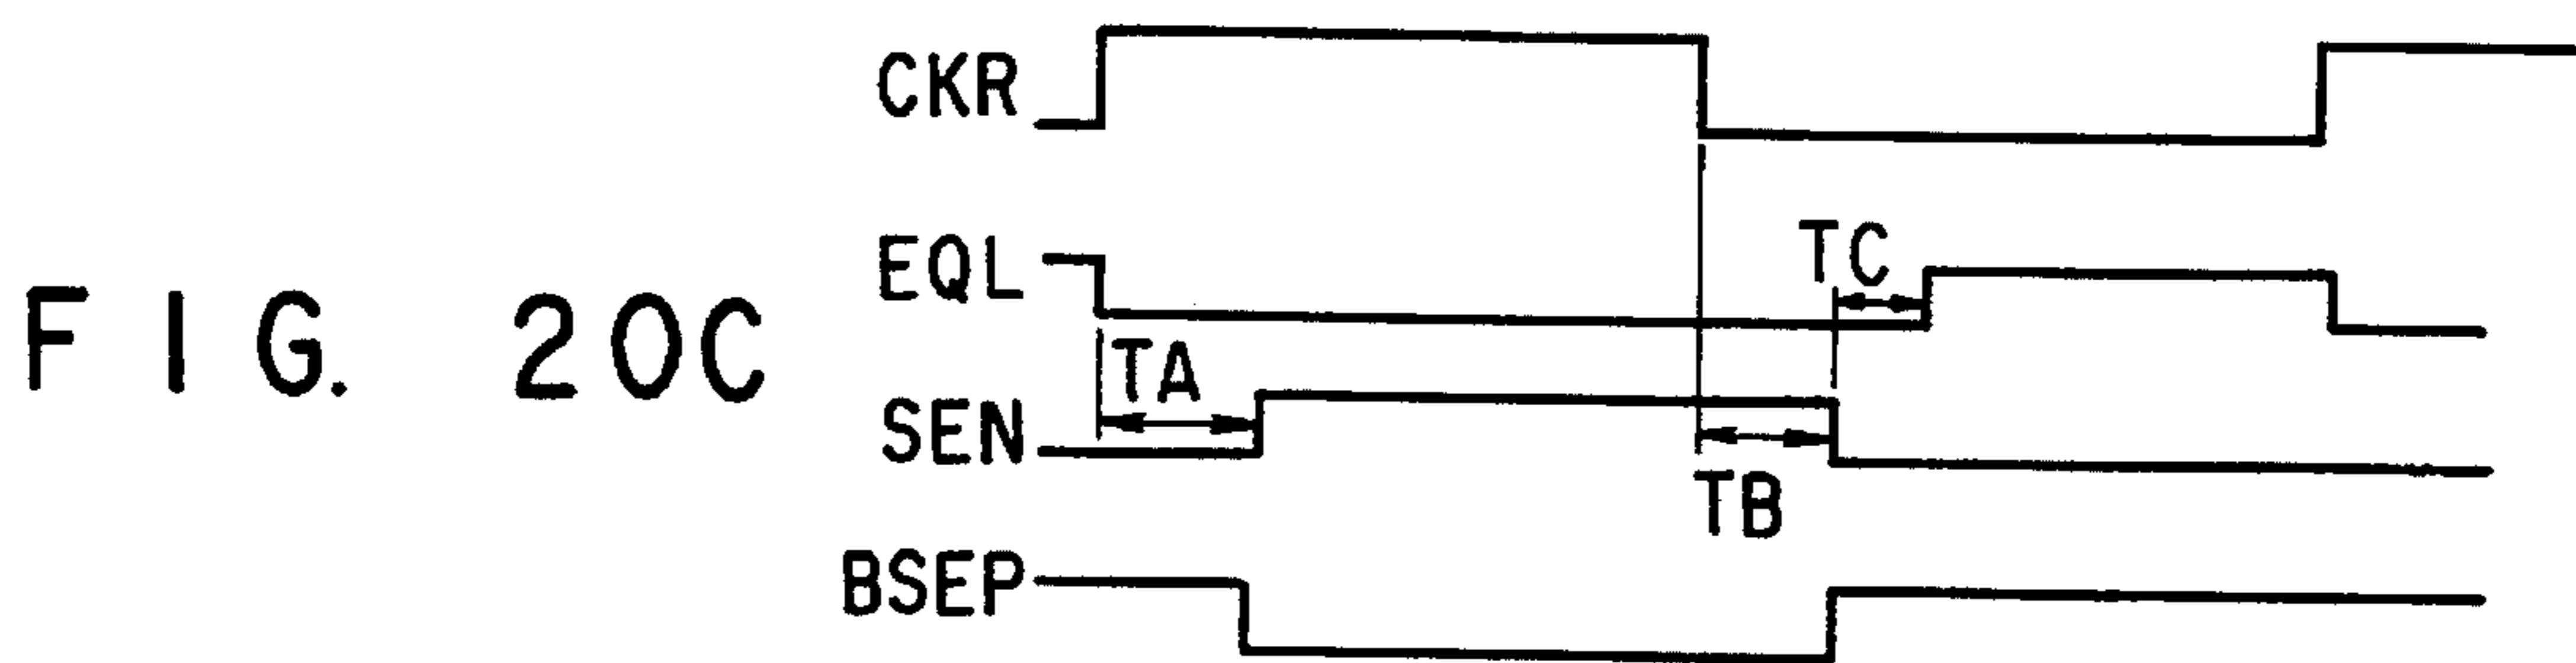 FIG. 20C
CKR
EQL
TC
TA
SEN
TB
BSEP